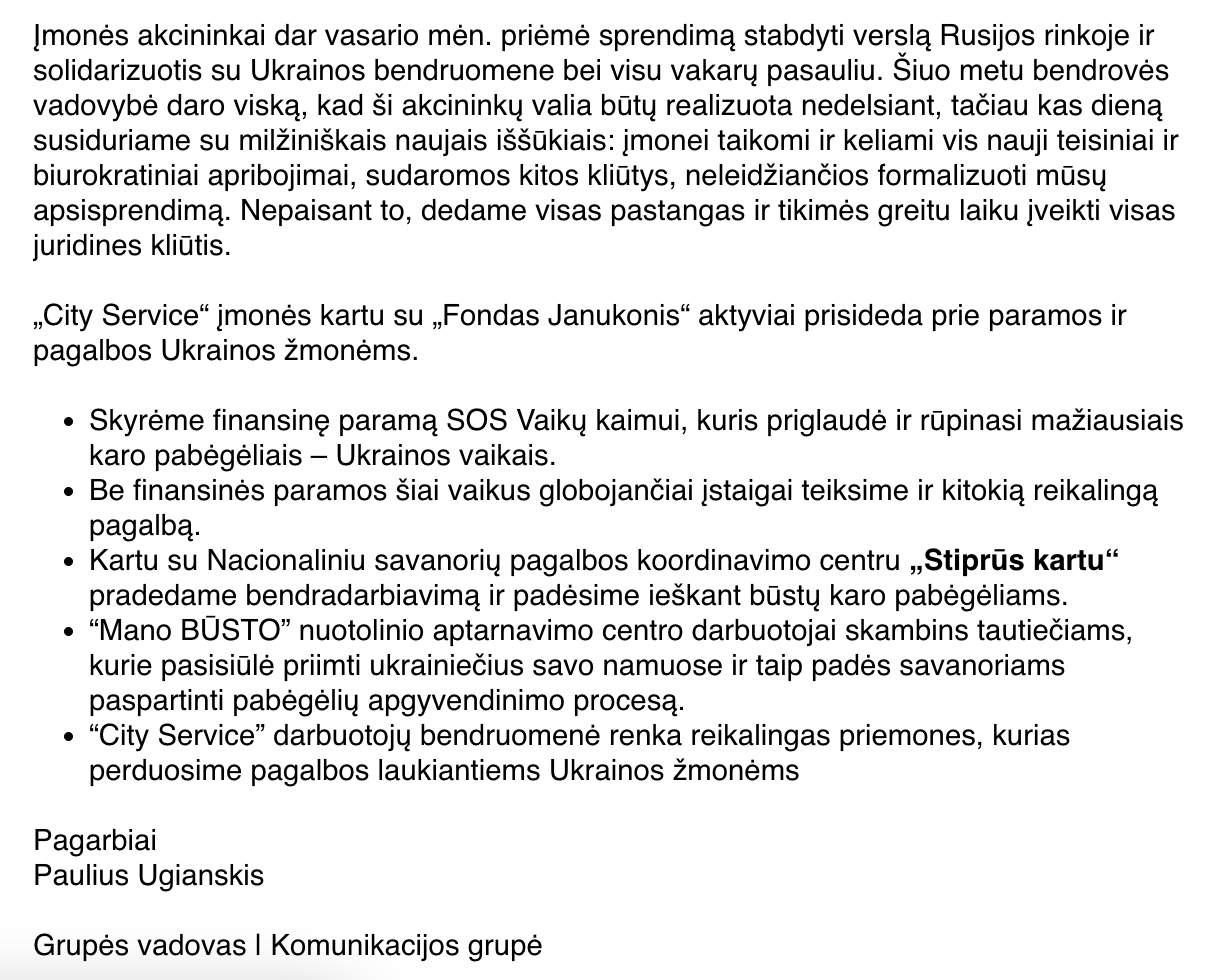 Įmonės akcininkai dar vasario mėn. priėmė sprendimą stabdyti verslą Rusijos rinkoje ir
solidarizuotis su Ukrainos bendruomene bei visu vakarų pasauliu. Šiuo metu bendrovės
vadovybė daro viską, kad ši akcininkų valia būtų realizuota nedelsiant, tačiau kas dieną
susiduriame su milžiniškais naujais iššūkiais: įmonei taikomi ir keliami vis nauji teisiniai ir
biurokratiniai apribojimai, sudaromos kitos kliūtys, neleidžiančios formalizuoti mūsų
apsisprendimą. Nepaisant to, dedame visas pastangas ir tikimės greitu laiku įveikti visas
juridines kliūtis.
„City Service“ įmonės kartu su „Fondas Janukonis“ aktyviai prisideda prie paramos ir
pagalbos Ukrainos žmonėms.
• Skyrėme finansinę paramą SOS Vaikų kaimui, kuris priglaudė ir rūpinasi mažiausiais
karo pabėgėliais – Ukrainos vaikais.
• Be finansinės paramos šiai vaikus globojančiai įstaigai teiksime ir kitokią reikalingą
pagalbą.
• Kartu su Nacionaliniu savanorių pagalbos koordinavimo centru „Stiprūs kartu“
pradedame bendradarbiavimą ir padėsime ieškant būstų karo pabėgėliams.
• “Mano BŪSTO” nuotolinio aptarnavimo centro darbuotojai skambins tautiečiams,
kurie pasisiūlė priimti ukrainiečius savo namuose ir taip padės savanoriams
paspartinti pabėgėlių apgyvendinimo procesą.
• “City Service” darbuotojų bendruomenė renka reikalingas priemones, kurias
perduosime pagalbos laukiantiems Ukrainos žmonėms
Pagarbiai
Paulius Ugianskis
Grupės vadovas | Komunikacijos grupė